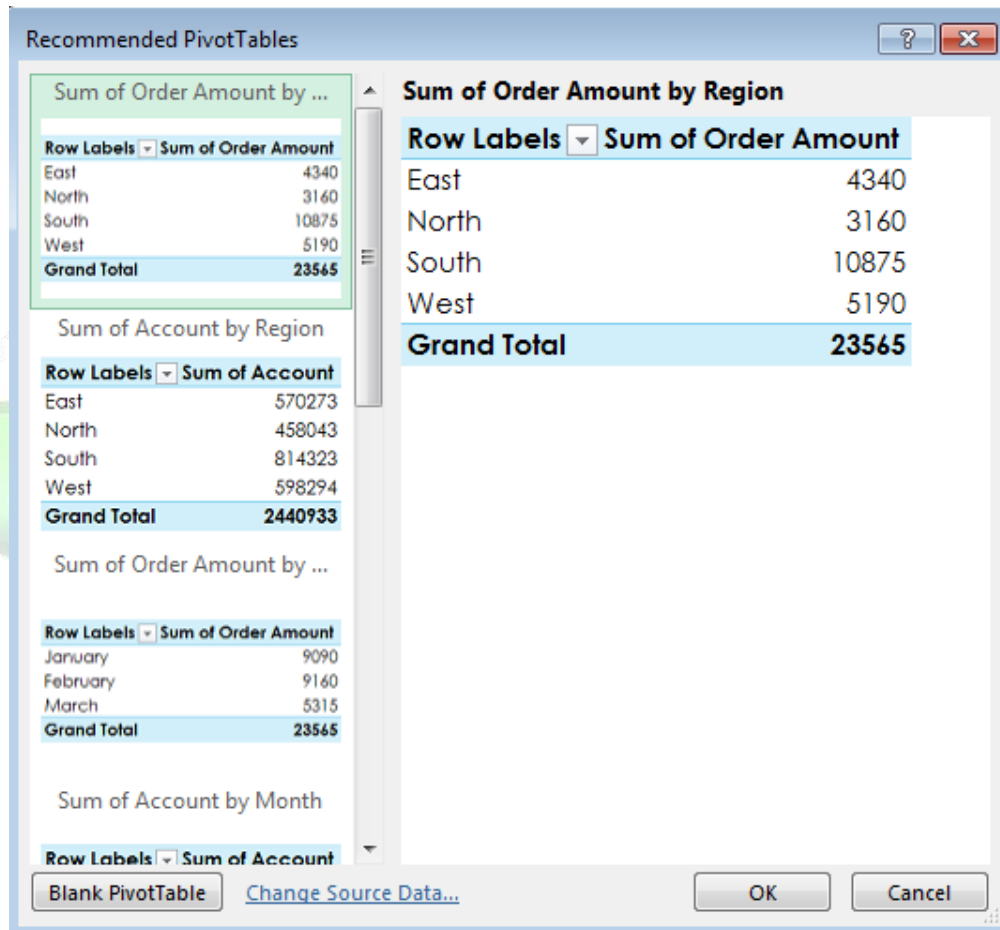 Recommended PivotTables
Sum of Order Amount by ...
Row Labels Sum of Order Amount
East 4340
North 3160
South 10875
West 5190
Grand Total 23565
Sum of Account by Region
Row Labels Sum of Account
East 570273
North 458043
South 814323
West 598294
Grand Total 2440933
Sum of Order Amount by ...
Row Labels Sum of Order Amount
January 9090
February 9160
March 5315
Grand Total 23565
Sum of Account by Month
Row Labels Sum of Account
Sum of Order Amount by Region
Row Labels Sum of Order Amount
East 4340
North 3160
South 10875
West 5190
Grand Total 23565
Blank PivotTable Change Source Data... OK Cancel